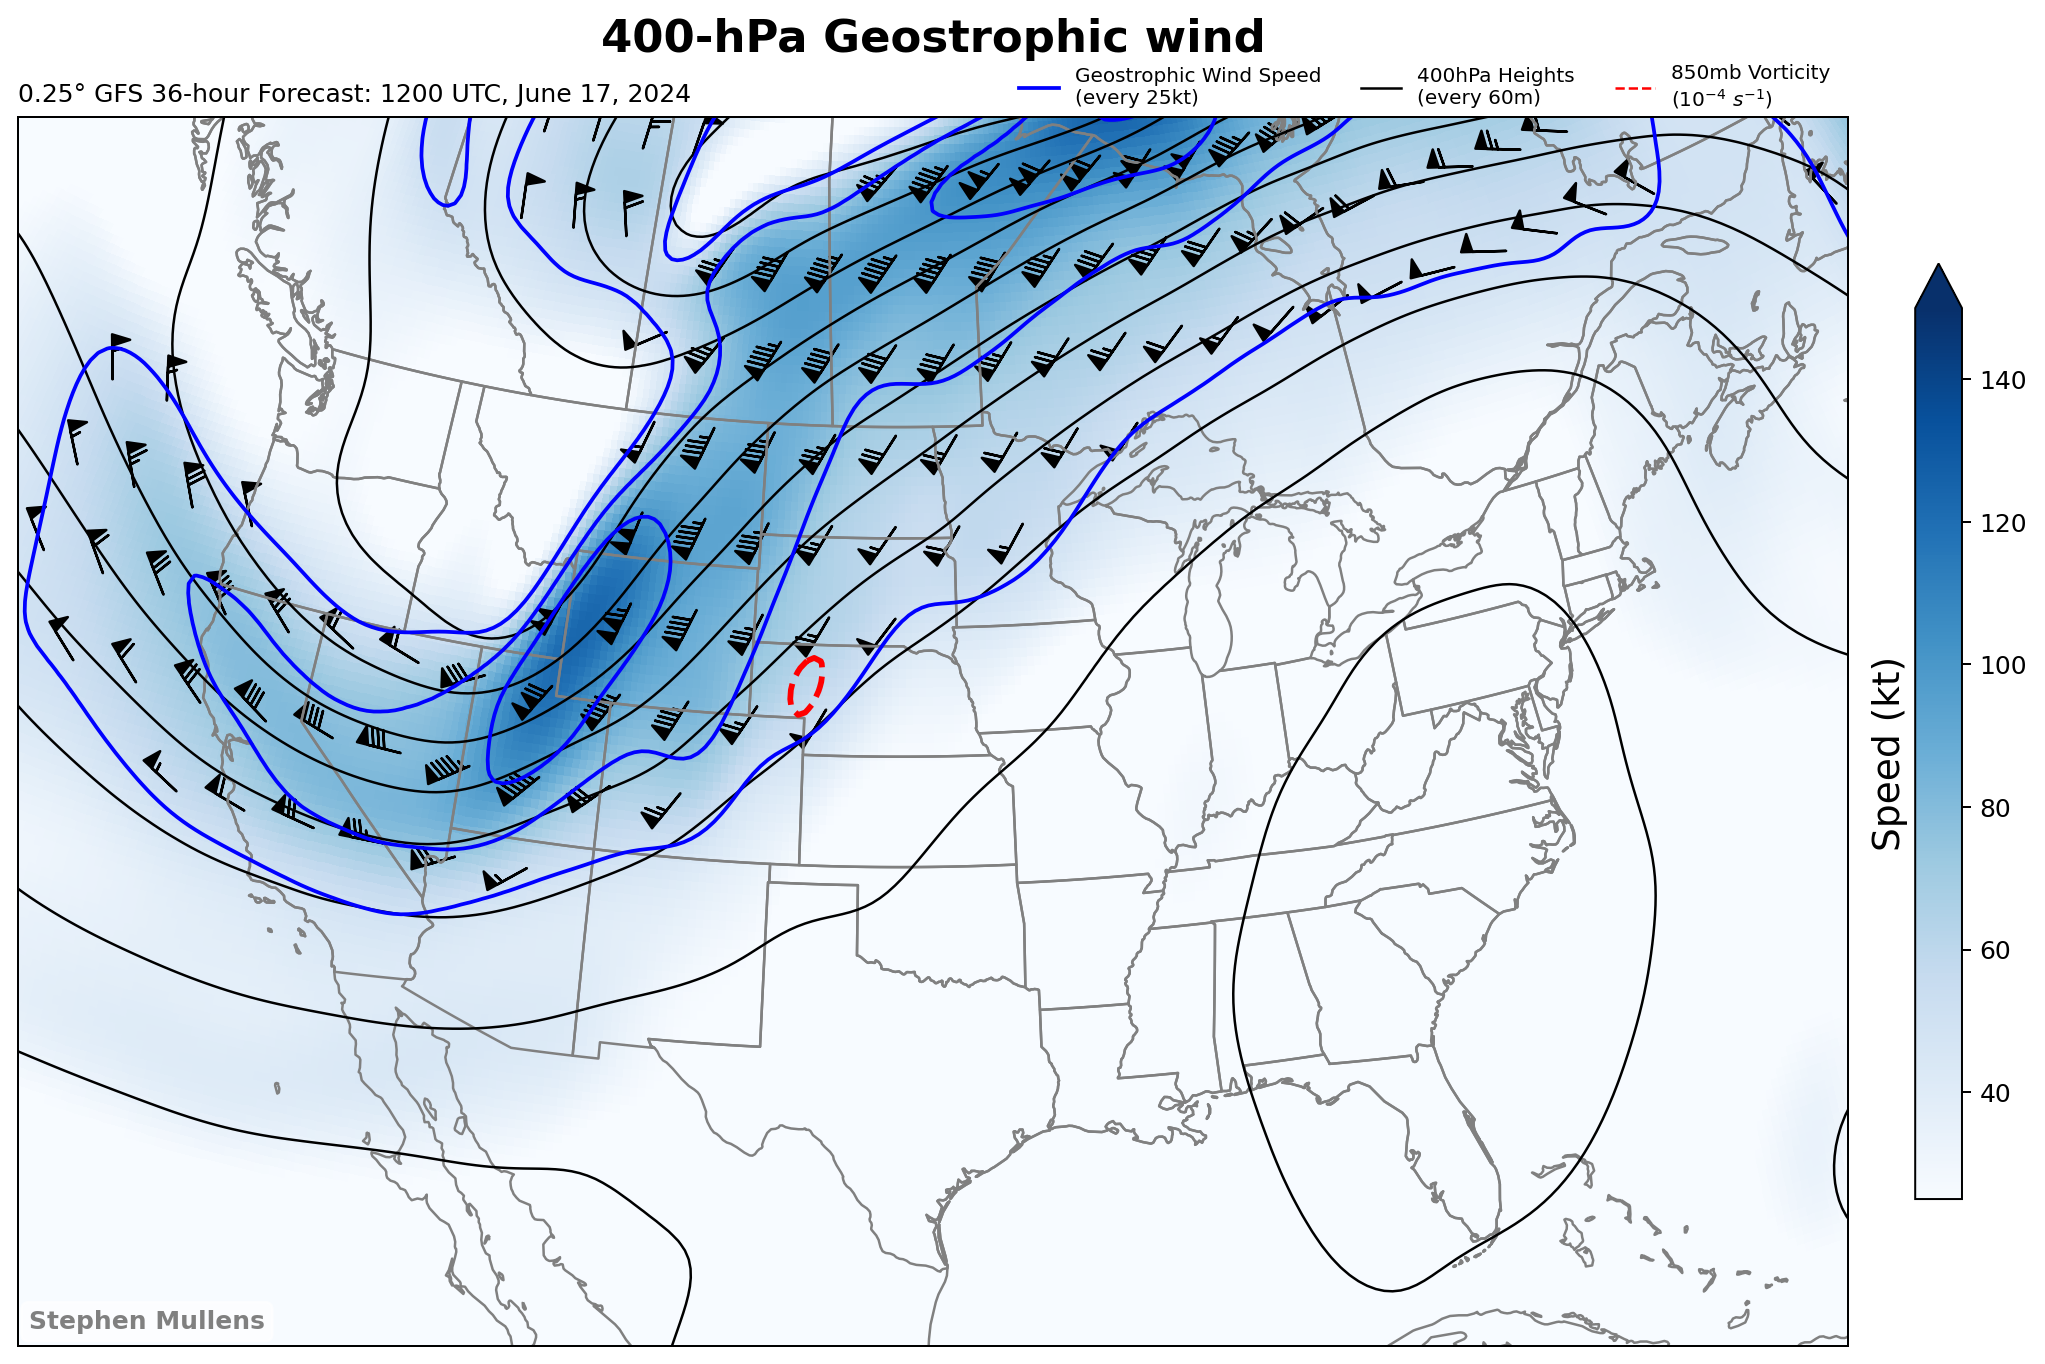 400-hPa Geostrophic wind
0.25° GFS 36-hour Forecast: 1200 UTC, June 17, 2024
Geostrophic Wind Speed
(every 25kt)
400hPa Heights
(every 60m)
850mb Vorticity
(10⁻⁴ s⁻¹)
140
120
100
80
60
40
Speed (kt)
Stephen Mullens